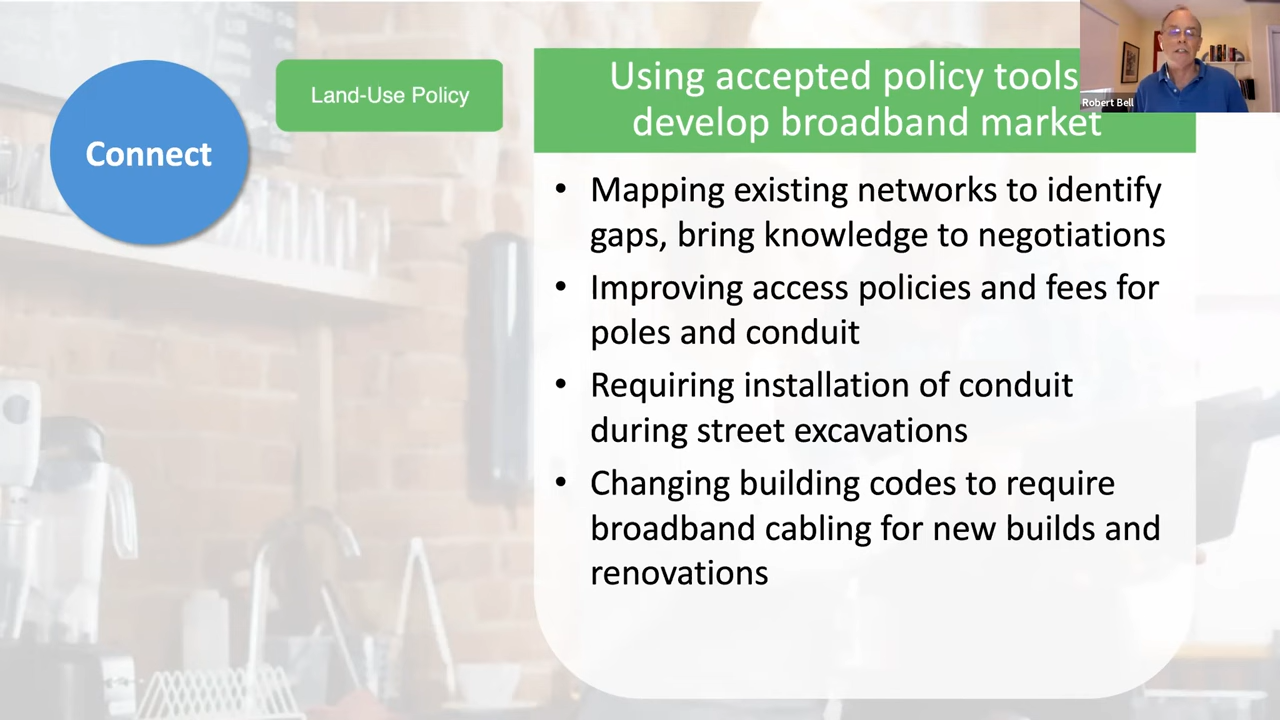 Connect
Land-Use Policy
Using accepted policy tools
develop broadband market
Robert Bell
• Mapping existing networks to identify
gaps, bring knowledge to negotiations
• Improving access policies and fees for
poles and conduit
• Requiring installation of conduit
during street excavations
• Changing building codes to require
broadband cabling for new builds and
renovations